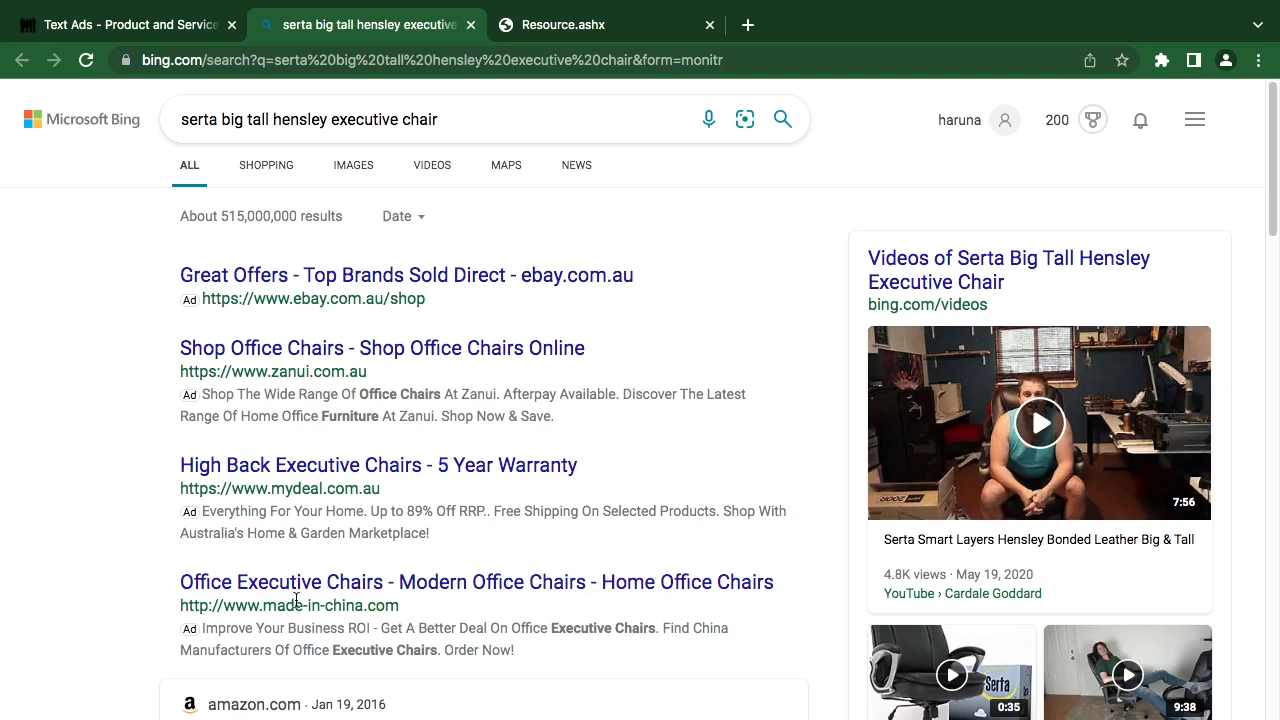 Text Ads - Product and Service
serta big tall hensley executive
Resource.ashx
bing.com/search?q=serta%20big%20tall%20hensley%20executive%20chair&form=monitr
Microsoft Bing
serta big tall hensley executive chair
haruna
200
ALL
SHOPPING
IMAGES
VIDEOS
MAPS
NEWS
About 515,000,000 results
Date
Great Offers - Top Brands Sold Direct - ebay.com.au
Ad https://www.ebay.com.au/shop
Shop Office Chairs - Shop Office Chairs Online
https://www.zanui.com.au
Ad Shop The Wide Range Of Office Chairs At Zanui. Afterpay Available. Discover The Latest
Range Of Home Office Furniture At Zanui. Shop Now & Save.
High Back Executive Chairs - 5 Year Warranty
https://www.mydeal.com.au
Ad Everything For Your Home. Up to 89% Off RRP.. Free Shipping On Selected Products. Shop With
Australia's Home & Garden Marketplace!
Office Executive Chairs - Modern Office Chairs - Home Office Chairs
http://www.made-in-china.com
Ad Improve Your Business ROI - Get A Better Deal On Office Executive Chairs. Find China
Manufacturers Of Office Executive Chairs. Order Now!
a amazon.com · Jan 19, 2016
Videos of Serta Big Tall Hensley
Executive Chair
bing.com/videos
7:56
Serta Smart Layers Hensley Bonded Leather Big & Tall
4.8K views · May 19, 2020
YouTube › Cardale Goddard
Serta
0:35
9:38